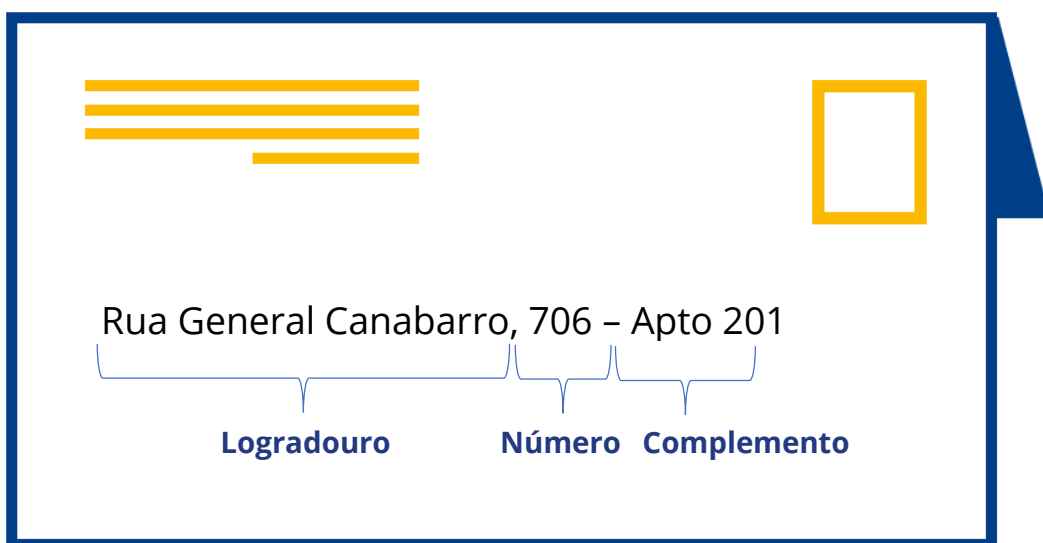 Rua General Canabarro, 706 – Apto 201
Logradouro Número Complemento